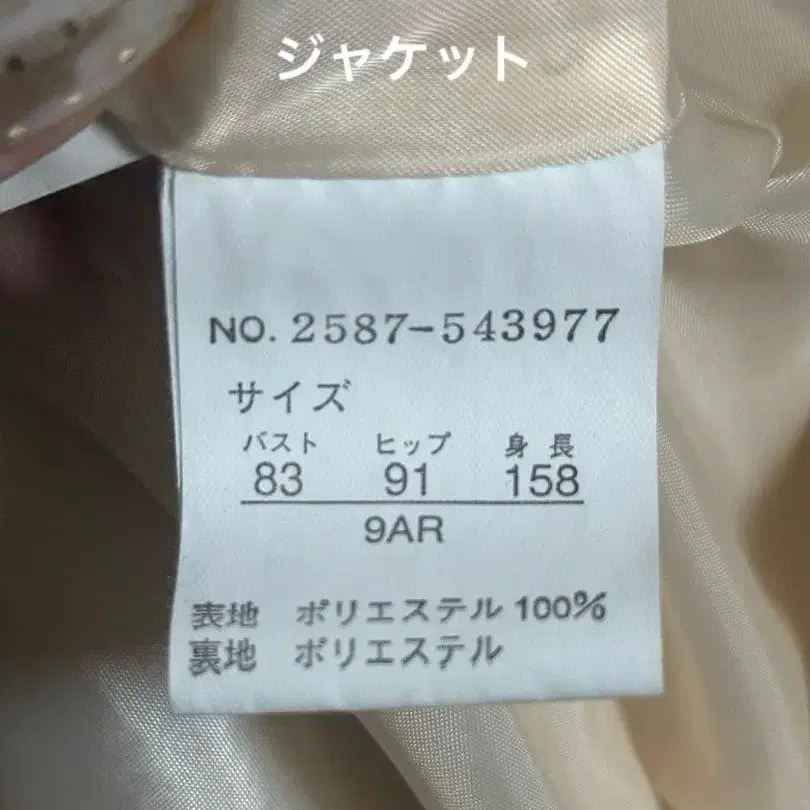 ジャケット
NO. 2587-543977
サイズ
バスト ヒップ 身長
83 91 158
9AR
表地 ポリエステル 100%
裏地 ポリエステル